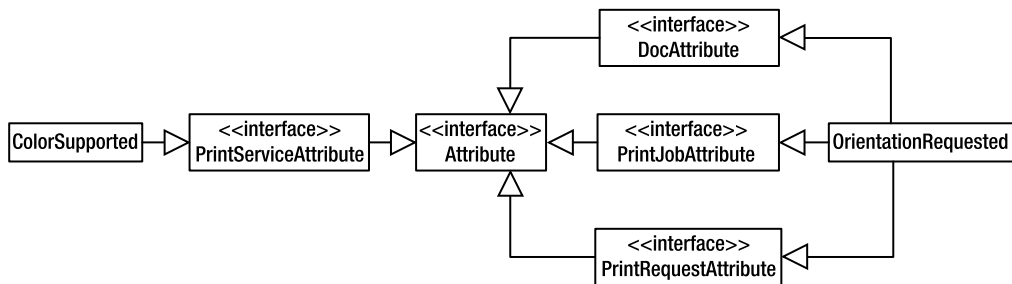 <<interface>>
DocAttribute
ColorSupported
<<interface>>
PrintServiceAttribute
<<interface>>
Attribute
<<interface>>
PrintJobAttribute
OrientationRequested
<<interface>>
PrintRequestAttribute